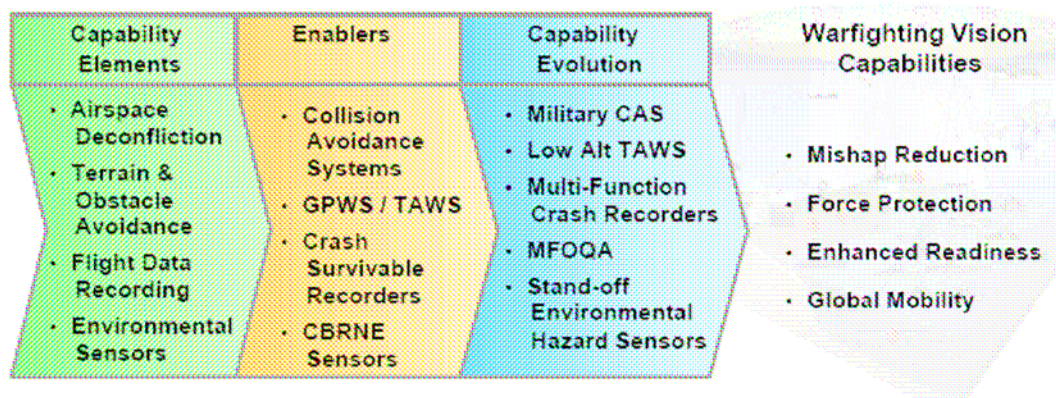 Capability
Elements
· Airspace
Deconfliction
· Terrain &
Obstacle
Avoidance
· Flight Data
Recording
· Environmental
Sensors
Enablers
· Collision
Avoidance
Systems
· GPWS / TAWS
· Crash
Survivable
Recorders
· CBRNE
Sensors
Capability
Evolution
· Military CAS
· Low Alt TAWS
· Multi-Function
Crash Recorders
· MFOQA
· Stand-off
Environmental
Hazard Sensors
Warfighting Vision
Capabilities
· Mishap Reduction
· Force Protection
· Enhanced Readiness
· Global Mobility